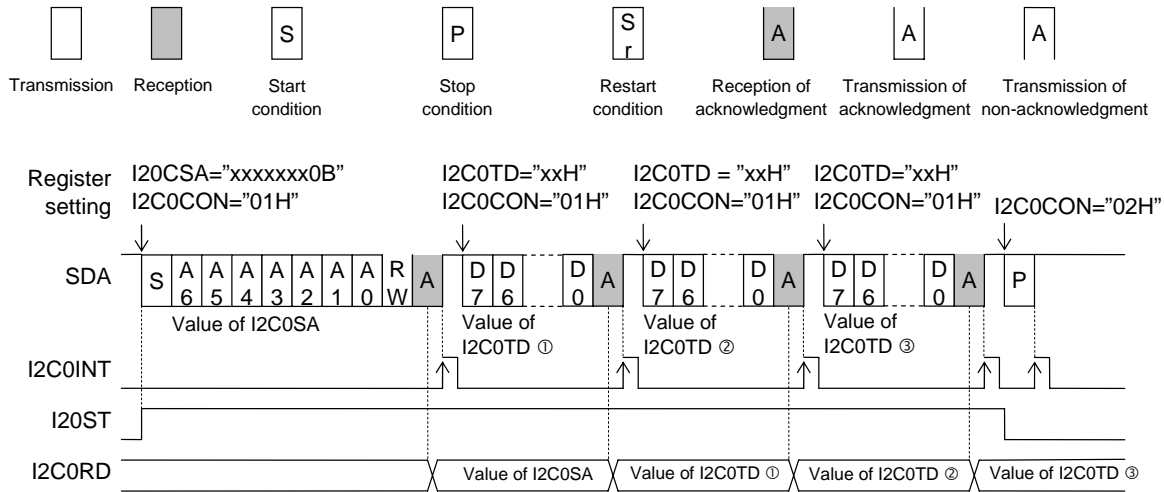 S P S A A A
r
Transmission Reception Start Stop Restart Reception of Transmission of Transmission of
condition condition condition acknowledgment acknowledgment non-acknowledgment
Register I20CSA="xxxxxxx0B" I2C0TD="xxH" I2C0TD = "xxH" I2C0TD="xxH"
setting I2C0CON="01H" I2C0CON="01H" I2C0CON="01H" I2C0CON="01H" I2C0CON="02H"
SDA S A A A A A A A R A D D D A D D D A D D D A P
6 5 4 3 2 1 0 W 7 6 0 7 6 0 7 6 0
Value of I2C0SA Value of Value of Value of
I2C0TD ① I2C0TD ② I2C0TD ③
I2C0INT
I20ST
I2C0RD Value of I2C0SA Value of I2C0TD ① Value of I2C0TD ② Value of I2C0TD ③